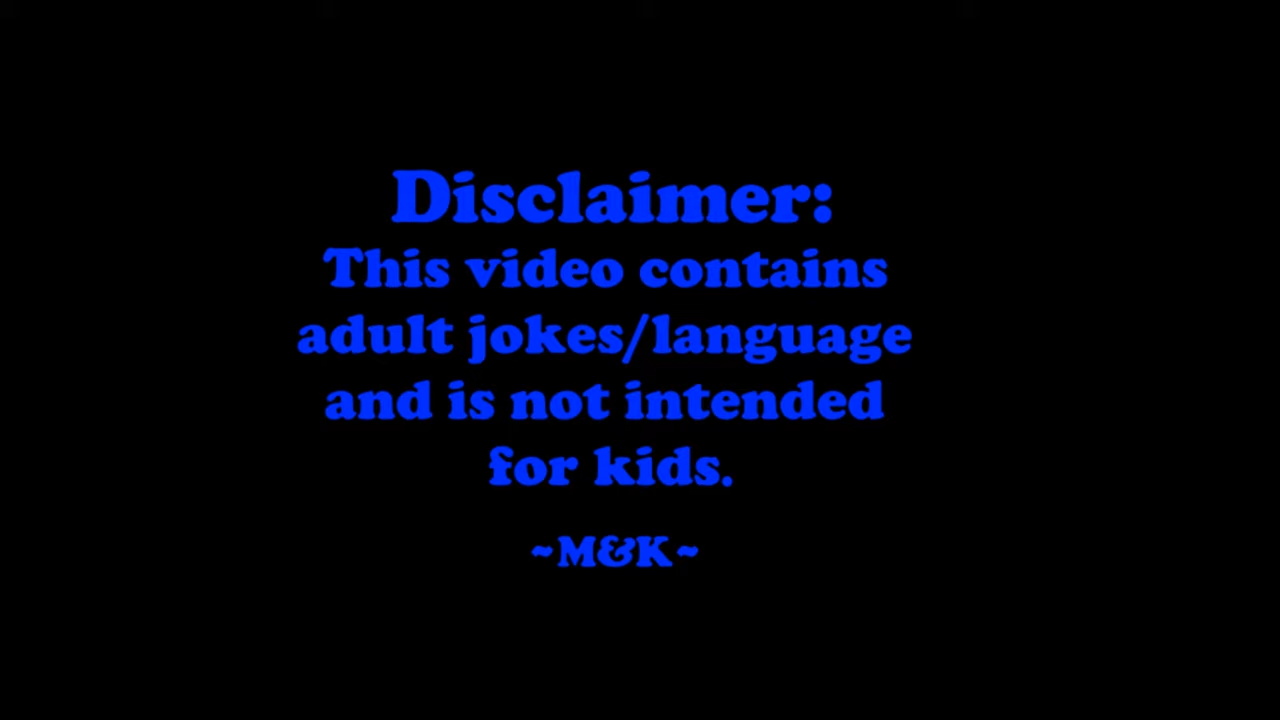 Disclaimer:
This video contains
adult jokes/language
and is not intended
for kids.
~M&K~